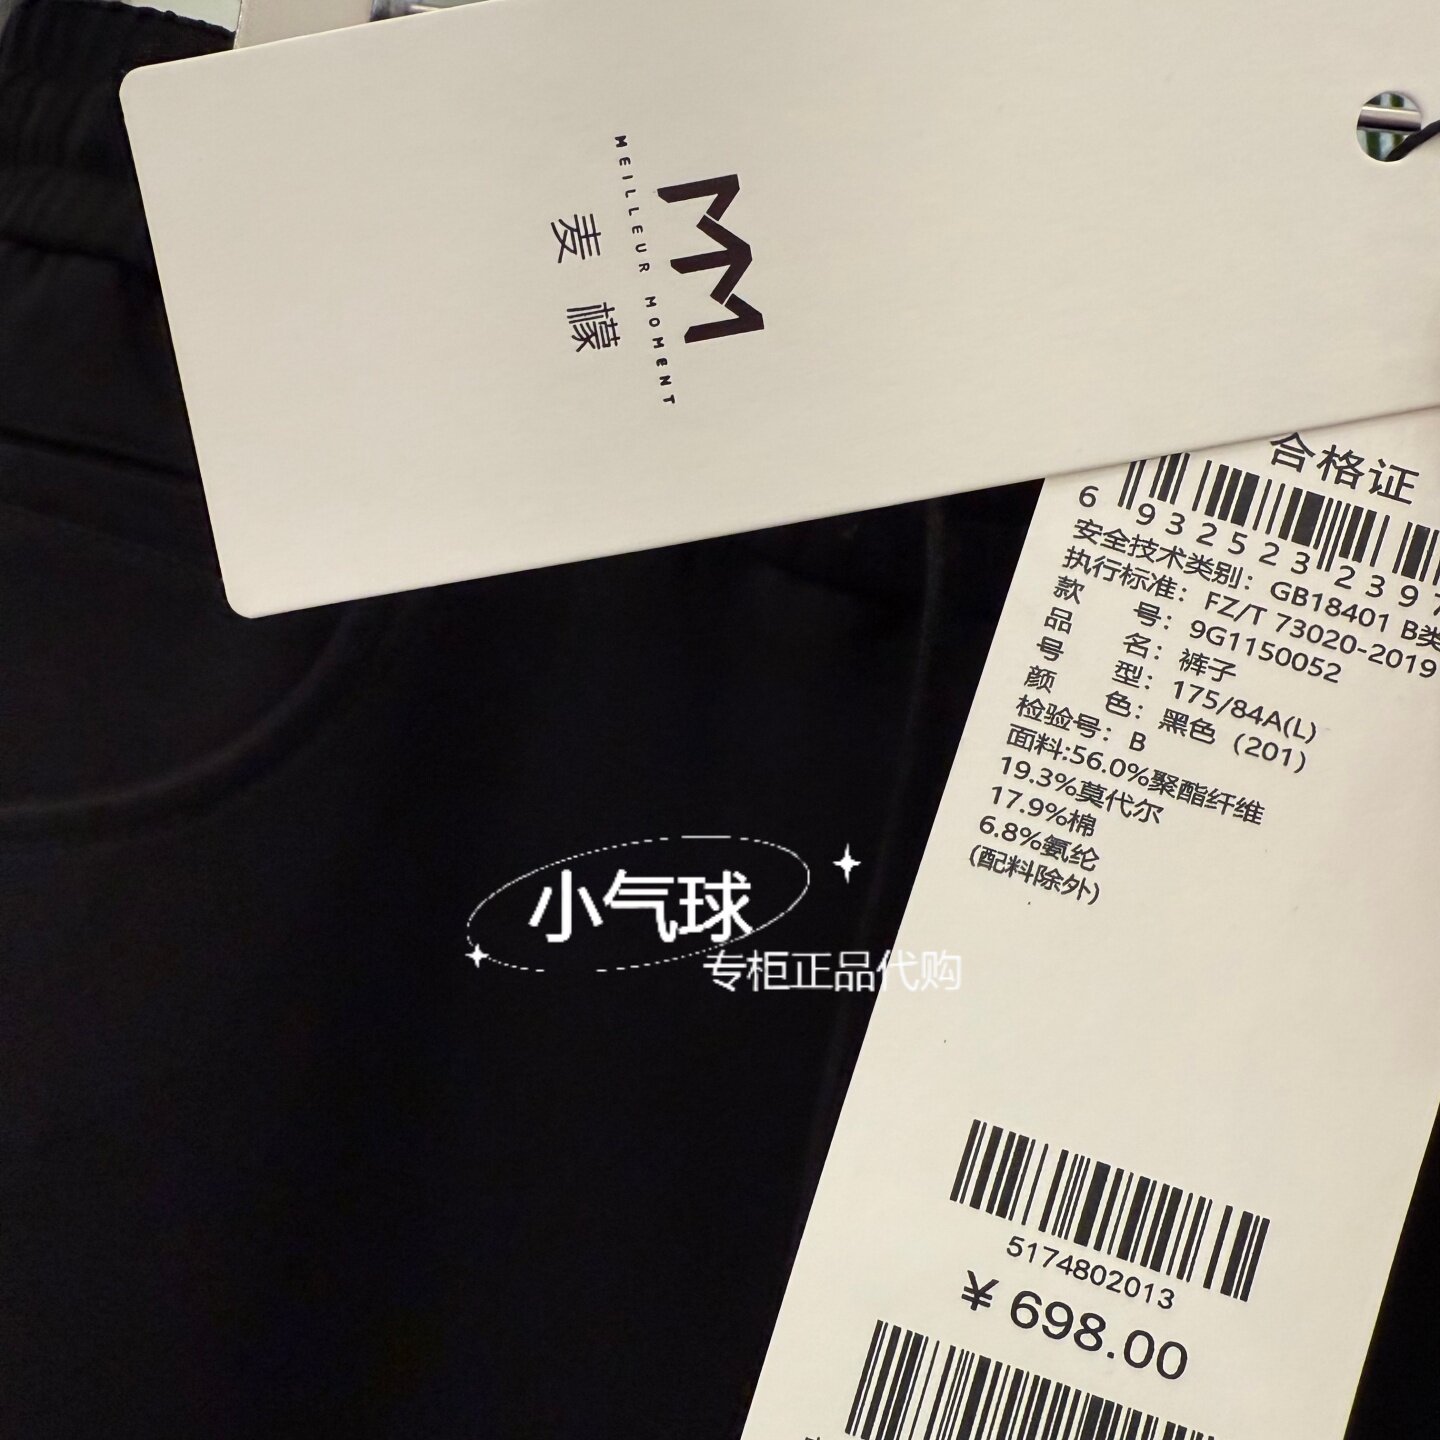 MM
MEILLEUR MOMENT
麦檬
合格证
6 932523 2397
安全技术类别：GB18401 B类
执行标准：FZ/T 73020-2019
款号：9G1150052
品名：裤子
号型：175/84A(L)
颜色：黑色（201）
检验号：B
面料:56.0%聚酯纤维
19.3%莫代尔
17.9%棉
6.8%氨纶
(配料除外)
小气球
专柜正品代购
5174802013
¥ 698.00